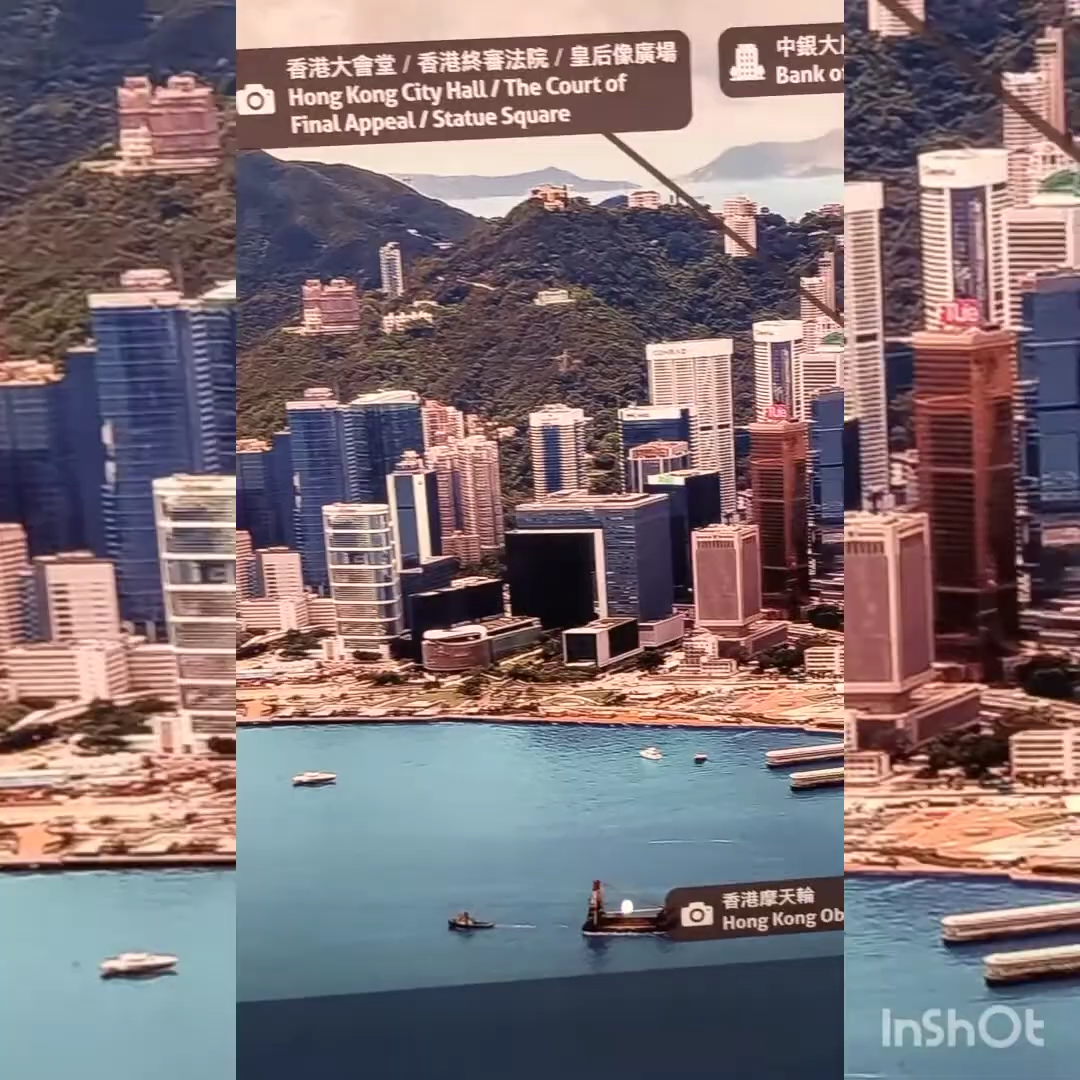 香港大會堂 / 香港終審法院 / 皇后像廣場
Hong Kong City Hall / The Court of
Final Appeal / Statue Square
中銀大
Bank
香港摩天輪
Hong Kong
InShOt